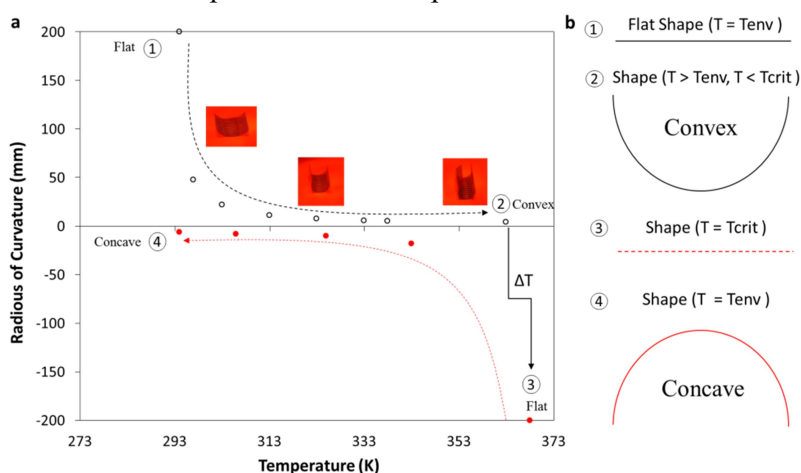 a
200
150
100
50
0
-50
-100
-150
-200
Radious of Curvature (mm)
273
293
313
333
353
373
Temperature (K)
Flat 1
2 Convex
Concave 4
ΔT
3
Flat
b
1 Flat Shape (T = Tenv )
2 Shape (T > Tenv, T < Tcrit )
Convex
3 Shape (T = Tcrit )
4 Shape (T = Tenv )
Concave